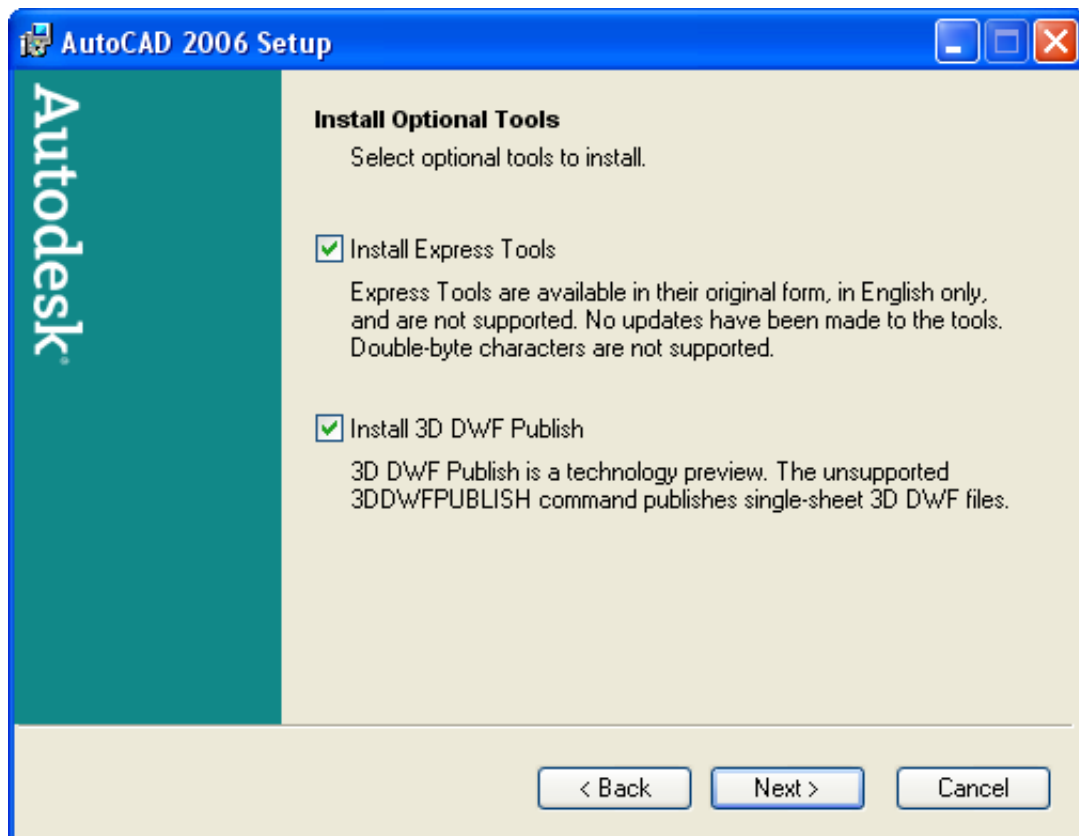 AutoCAD 2006 Setup
Autodesk®
Install Optional Tools
Select optional tools to install.
Install Express Tools
Express Tools are available in their original form, in English only,
and are not supported. No updates have been made to the tools.
Double-byte characters are not supported.
Install 3D DWF Publish
3D DWF Publish is a technology preview. The unsupported
3DDWFPUBLISH command publishes single-sheet 3D DWF files.
< Back
Next >
Cancel